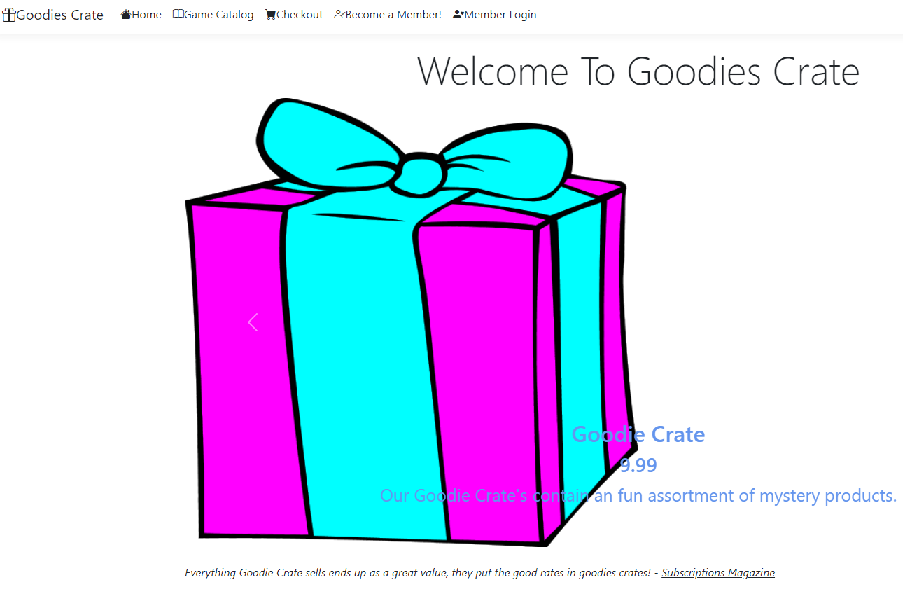 Goodies Crate Home Game Catalog Checkout Become a Member! Member Login
Welcome To Goodies Crate
Goodie Crate
9.99
Our Goodie Crate's contain an fun assortment of mystery products.
Everything Goodie Crate sells ends up as a great value, they put the good rates in goodies crates! - Subscriptions Magazine